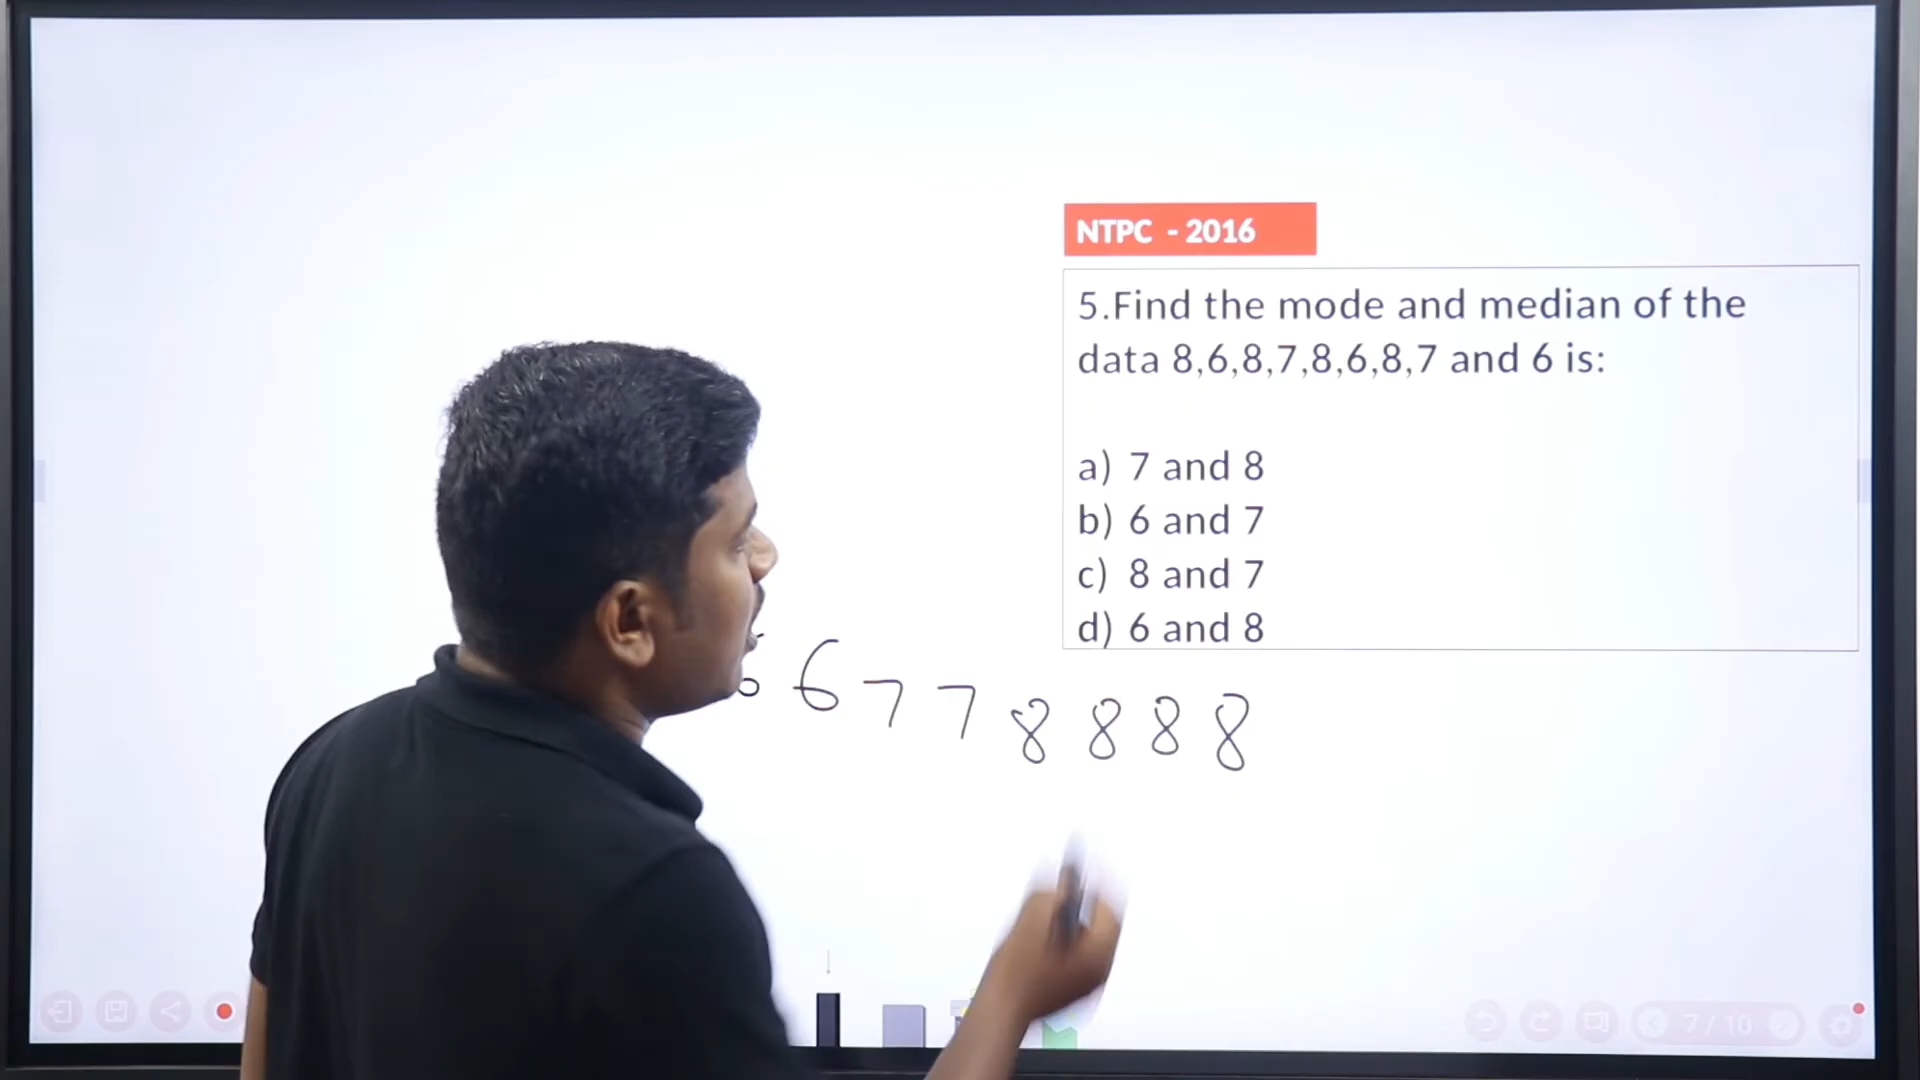 NTPC - 2016
5.Find the mode and median of the
data 8,6,8,7,8,6,8,7 and 6 is:
a) 7 and 8
b) 6 and 7
c) 8 and 7
d) 6 and 8
6 7 7 8 8 8 8
7 / 10